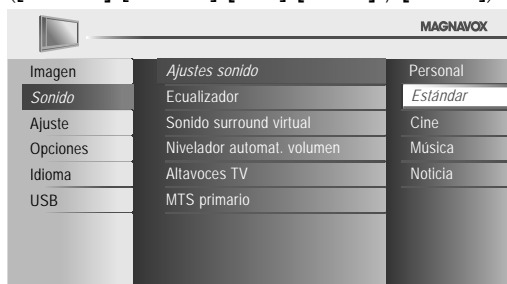 MAGNAVOX
Imagen
Sonido
Ajuste
Opciones
Idioma
USB
Ajustes sonido
Ecualizador
Sonido surround virtual
Nivelador automat. volumen
Altavoces TV
MTS primario
Personal
Estándar
Cine
Música
Noticia